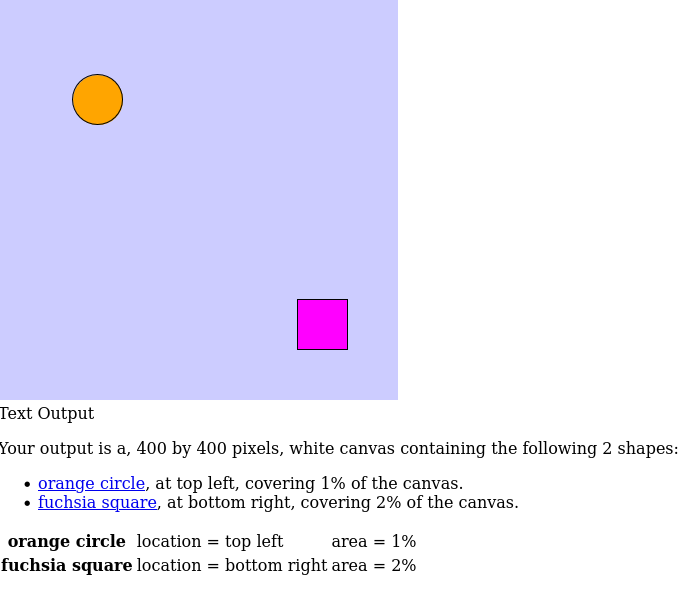 Text Output
Your output is a, 400 by 400 pixels, white canvas containing the following 2 shapes:
• orange circle, at top left, covering 1% of the canvas.
• fuchsia square, at bottom right, covering 2% of the canvas.
orange circle location = top left area = 1%
fuchsia square location = bottom right area = 2%